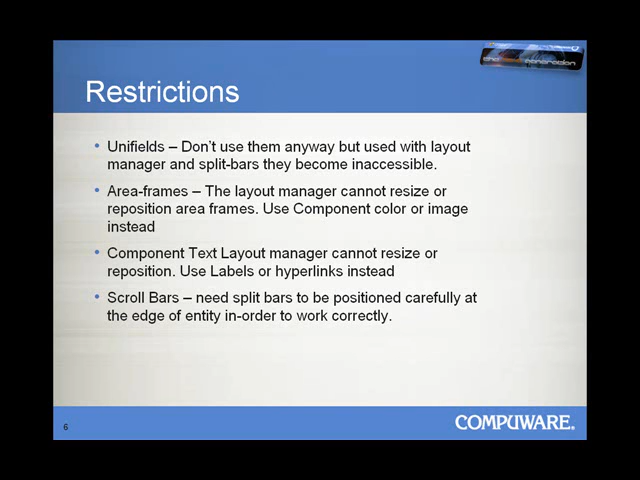 Restrictions
• Unifields – Don't use them anyway but used with layout
manager and split-bars they become inaccessible.
• Area-frames – The layout manager cannot resize or
reposition area frames. Use Component color or image
instead
• Component Text Layout manager cannot resize or
reposition. Use Labels or hyperlinks instead
• Scroll Bars – need split bars to be positioned carefully at
the edge of entity in-order to work correctly.
6
COMPUWARE.